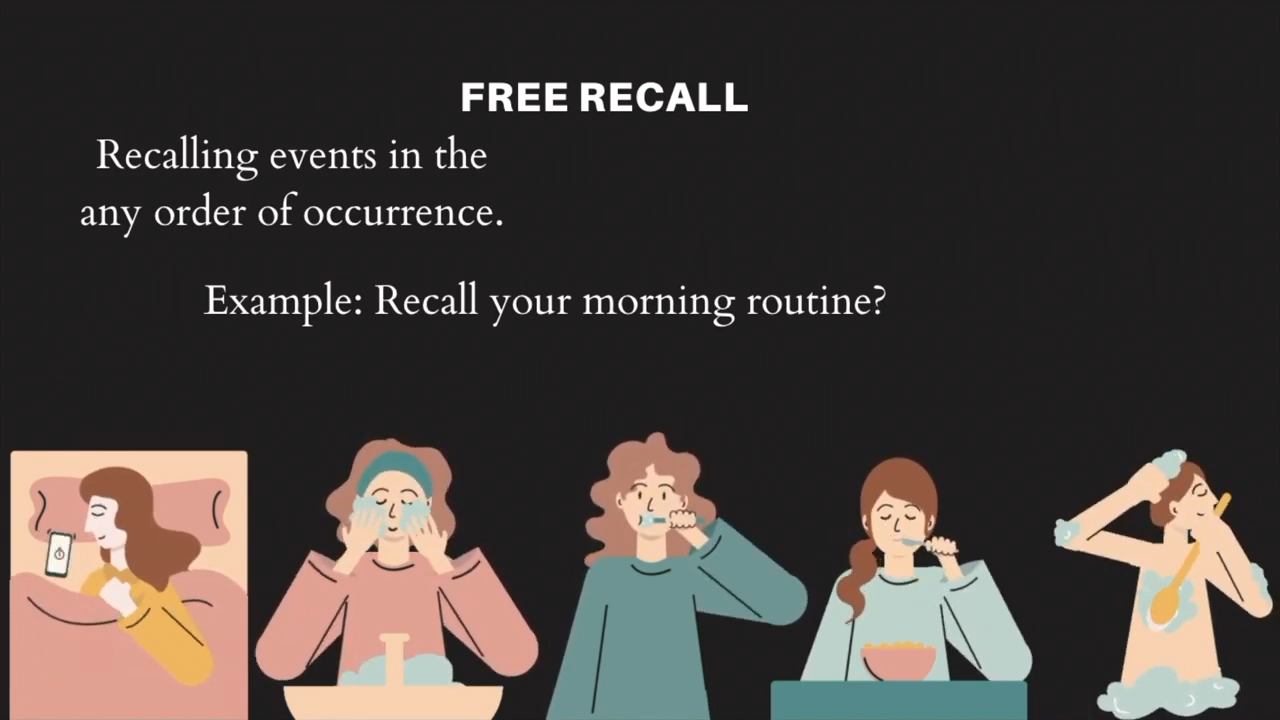 FREE RECALL
Recalling events in the
any order of occurrence.
Example: Recall your morning routine?